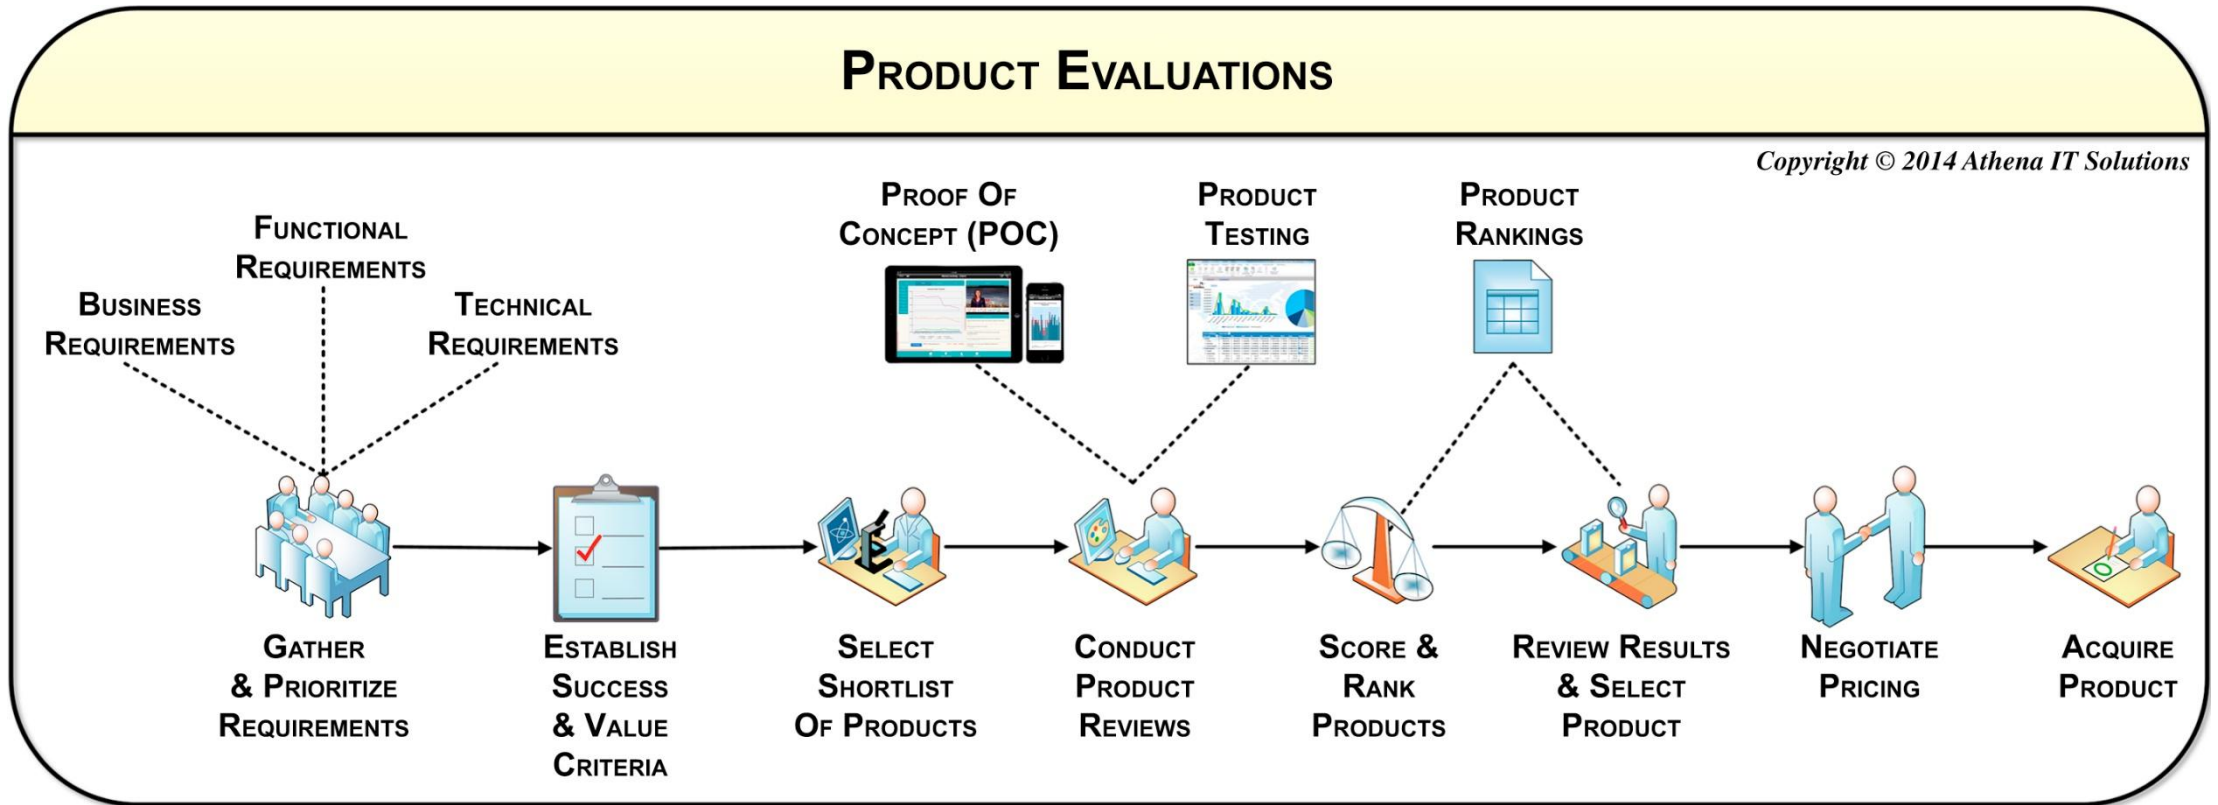 PRODUCT EVALUATIONS
Copyright © 2014 Athena IT Solutions
BUSINESS
REQUIREMENTS
FUNCTIONAL
REQUIREMENTS
TECHNICAL
REQUIREMENTS
PROOF OF
CONCEPT (POC)
PRODUCT
TESTING
PRODUCT
RANKINGS
GATHER
& PRIORITIZE
REQUIREMENTS
ESTABLISH
SUCCESS
& VALUE
CRITERIA
SELECT
SHORTLIST
OF PRODUCTS
CONDUCT
PRODUCT
REVIEWS
SCORE &
RANK
PRODUCTS
REVIEW RESULTS
& SELECT
PRODUCT
NEGOTIATE
PRICING
ACQUIRE
PRODUCT